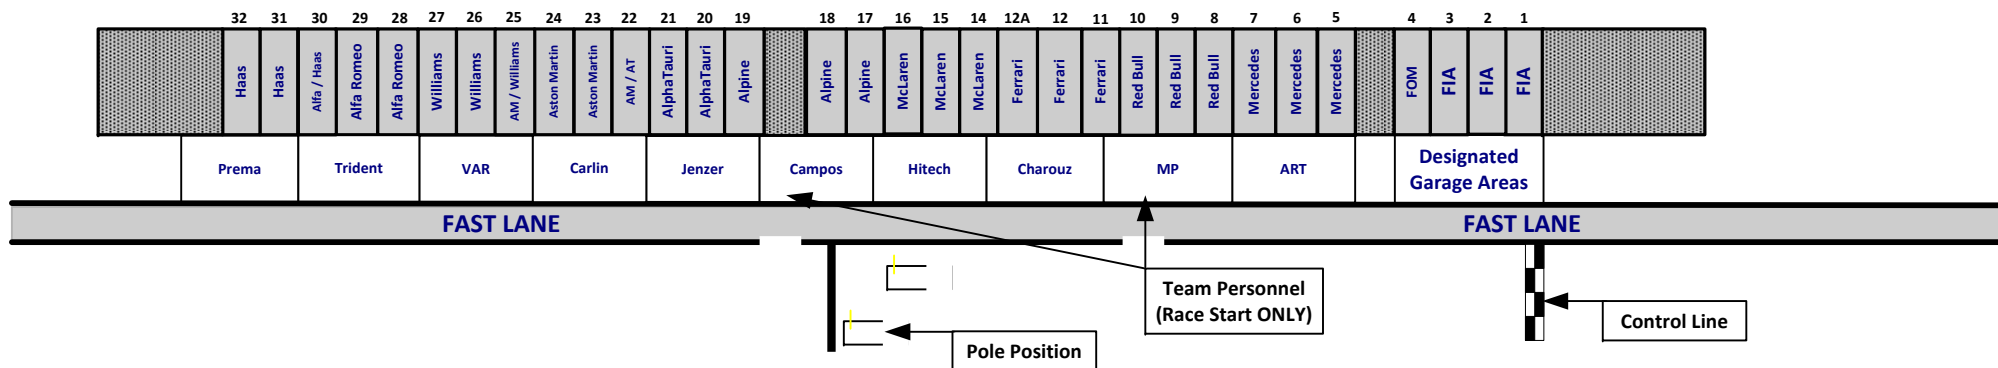 32 31 30 29 28 27 26 25 24 23 22 21 20 19 18 17 16 15 14 12A 12 11 10 9 8 7 6 5 4 3 2 1
Haas
Haas
Alfa / Haas
Alfa Romeo
Alfa Romeo
Williams
Williams
AM / Williams
Aston Martin
Aston Martin
AM / AT
AlphaTauri
AlphaTauri
Alpine
Alpine
Alpine
McLaren
McLaren
McLaren
Ferrari
Ferrari
Ferrari
Red Bull
Red Bull
Red Bull
Mercedes
Mercedes
Mercedes
FOM
FIA
FIA
FIA
Prema Trident VAR Carlin Jenzer Campos Hitech Charouz MP ART
Designated
Garage Areas
FAST LANE FAST LANE
Team Personnel
(Race Start ONLY)
Control Line
Pole Position